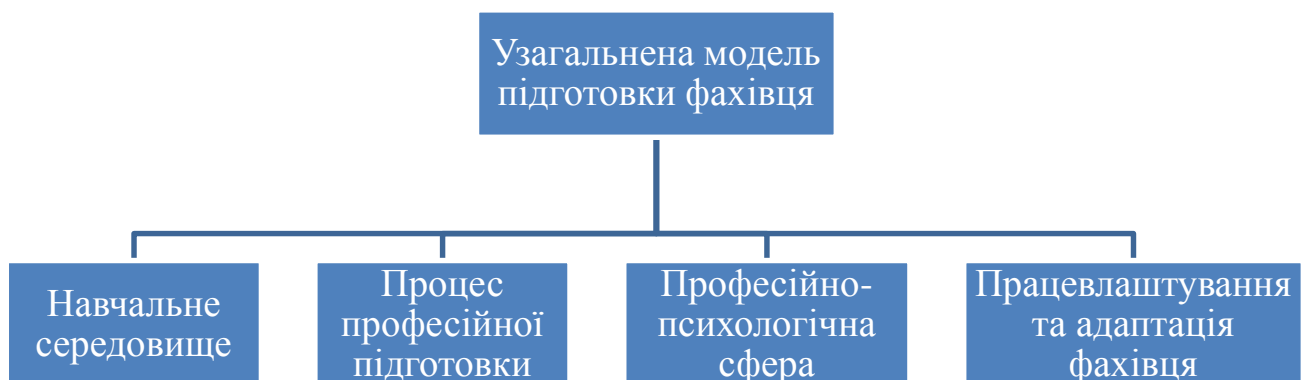 Узагальнена модель
підготовки фахівця
Навчальне
середовище
Процес
професійної
підготовки
Професійно-
психологічна
сфера
Працевлаштування
та адаптація
фахівця